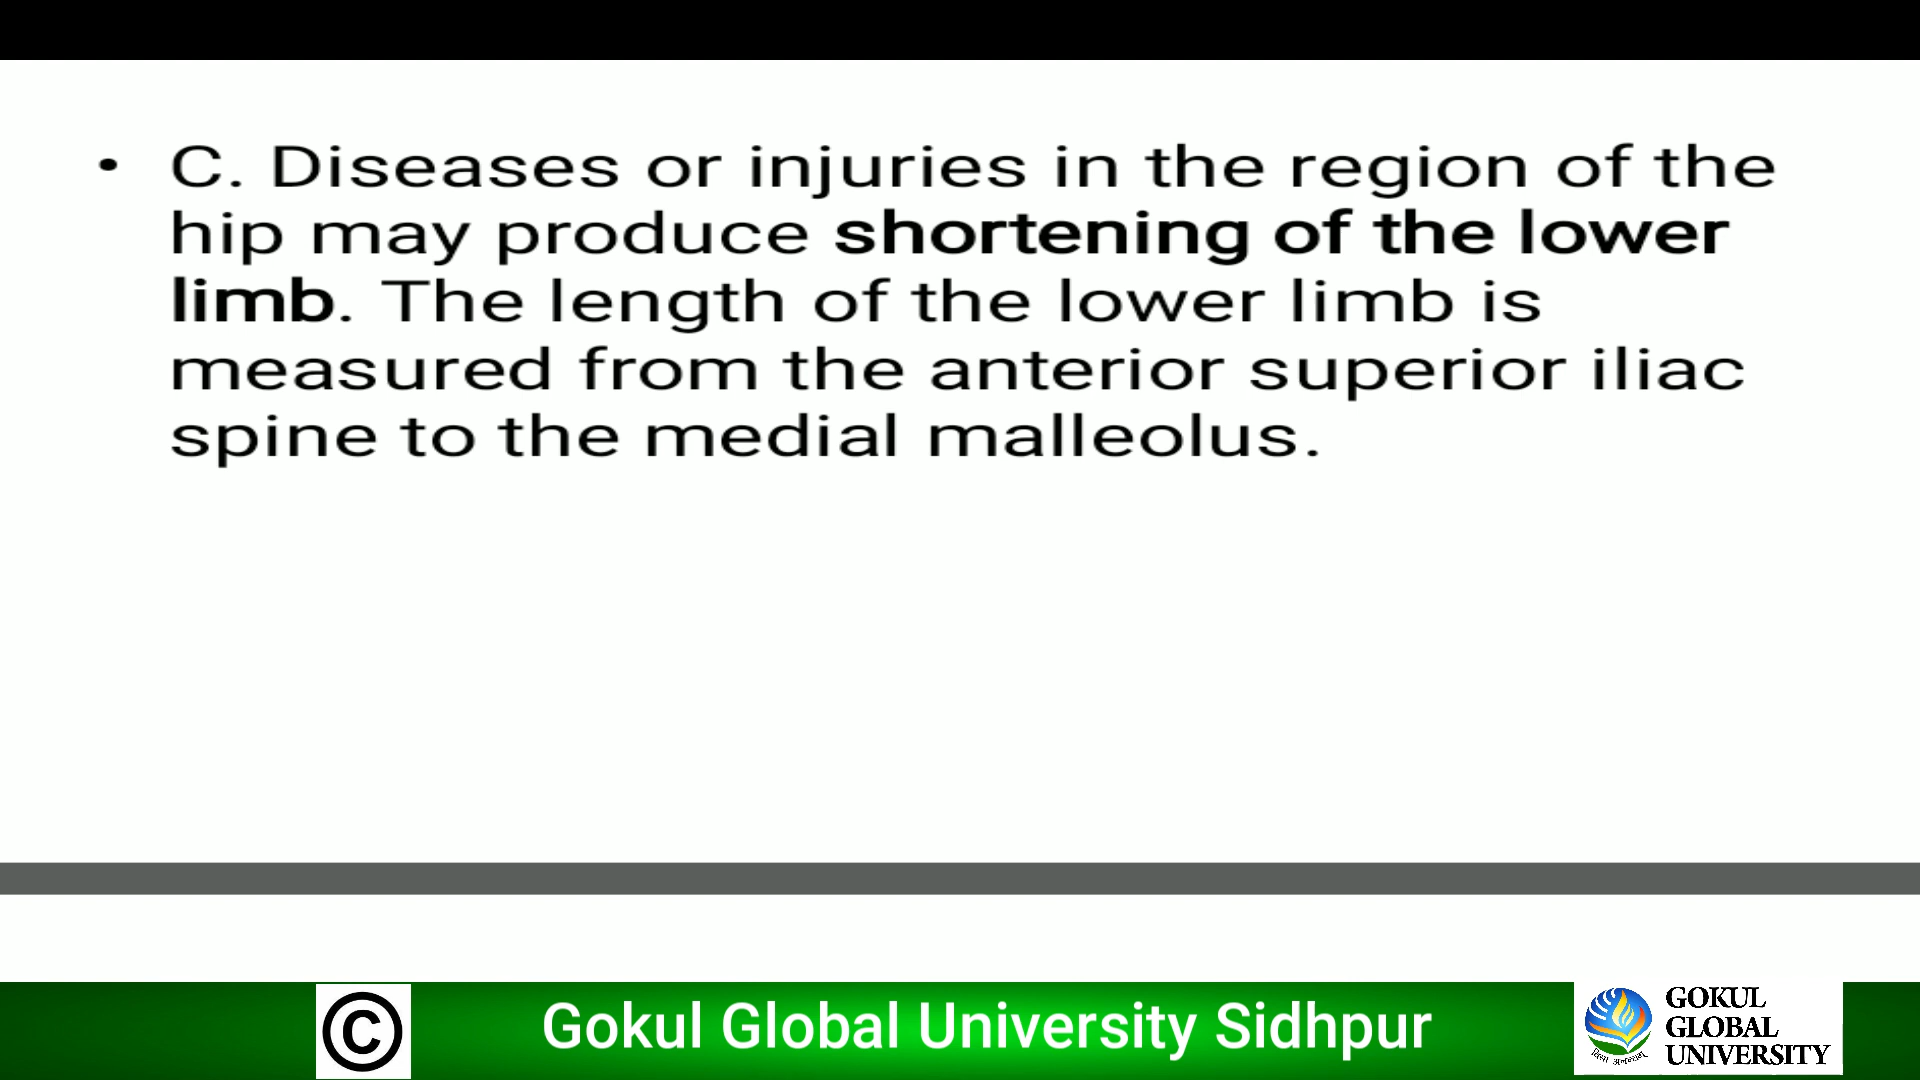 • C. Diseases or injuries in the region of the
hip may produce shortening of the lower
limb. The length of the lower limb is
measured from the anterior superior iliac
spine to the medial malleolus.
© Gokul Global University Sidhpur
GOKUL
GLOBAL
UNIVERSITY